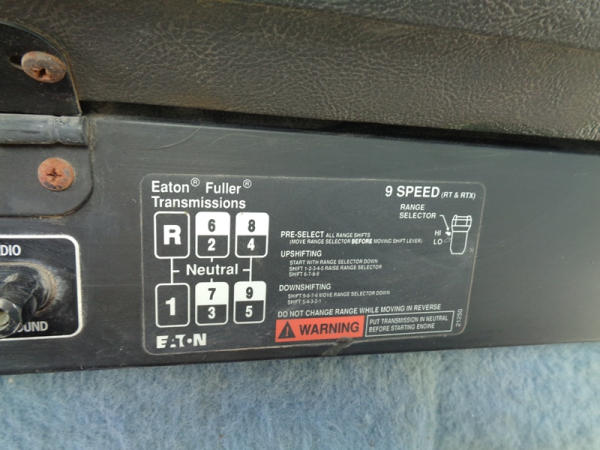 Eaton® Fuller®
Transmissions
9 SPEED (RT & RTX)
RANGE
SELECTOR
HI
LO
R 6 8
2 4
Neutral
1 7 9
3 5
PRE-SELECT ALL RANGE SHIFTS
(MOVE RANGE SELECTOR BEFORE MOVING SHIFT LEVER)
UPSHIFTING
START WITH RANGE SELECTOR DOWN
SHIFT 1-2-3-4-5 RAISE RANGE SELECTOR
SHIFT 6-7-8-9
DOWNSHIFTING
SHIFT 9-8-7-6 MOVE RANGE SELECTOR DOWN
SHIFT 5-4-3-2-1
DO NOT CHANGE RANGE WHILE MOVING IN REVERSE
WARNING
PUT TRANSMISSION IN NEUTRAL
BEFORE STARTING ENGINE
EATON
DIO
OUND